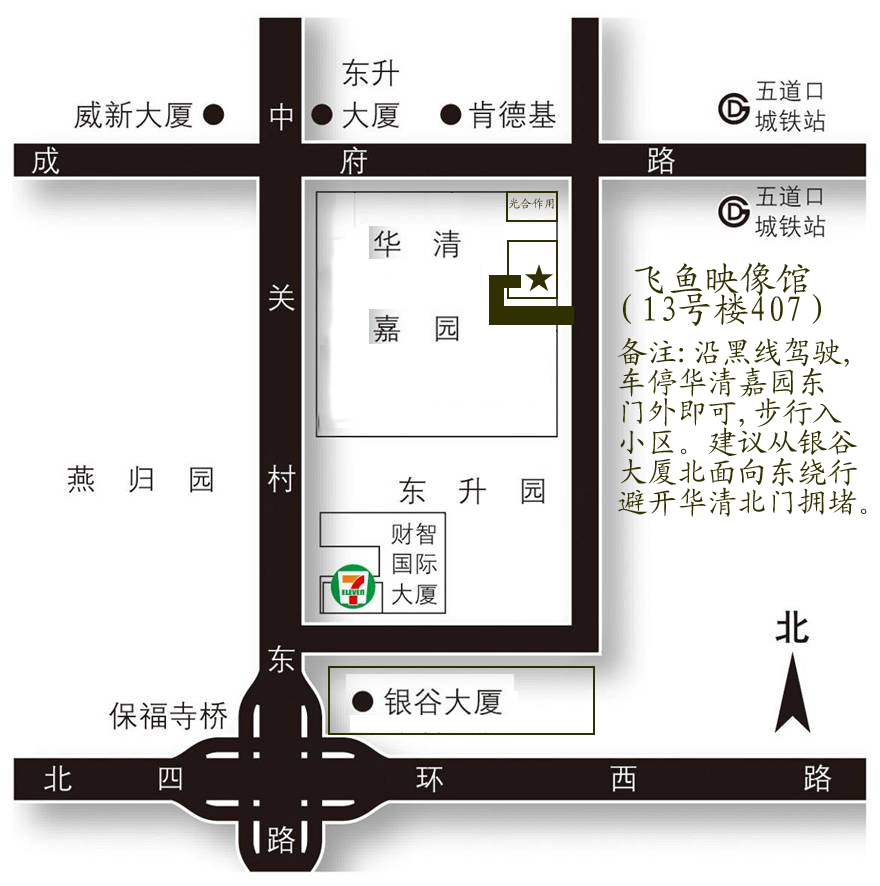 东升
威新大厦
中
大厦
肯德基
五道口
城铁站
成府路
五道口
城铁站
光合作用
华清
嘉园
关
飞鱼映像馆
(13号楼407)
备注: 沿黑线驾驶,
车停华清嘉园东
门外即可, 步行入
小区。建议从银谷
大厦北面向东绕行
避开华清北门拥堵。
燕归园
村
东升园
财智
国际
大厦
7
ELEVEN
北
东
保福寺桥
银谷大厦
北四环西路
路